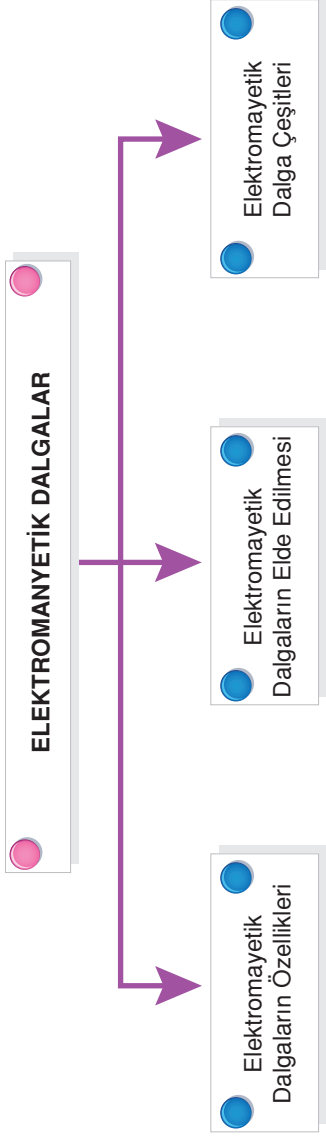 ELEKTROMANYETİK DALGALAR
Elektromayetik
Dalgaların Özellikleri
Elektromayetik
Dalgaların Elde Edilmesi
Elektromayetik
Dalga Çeşitleri